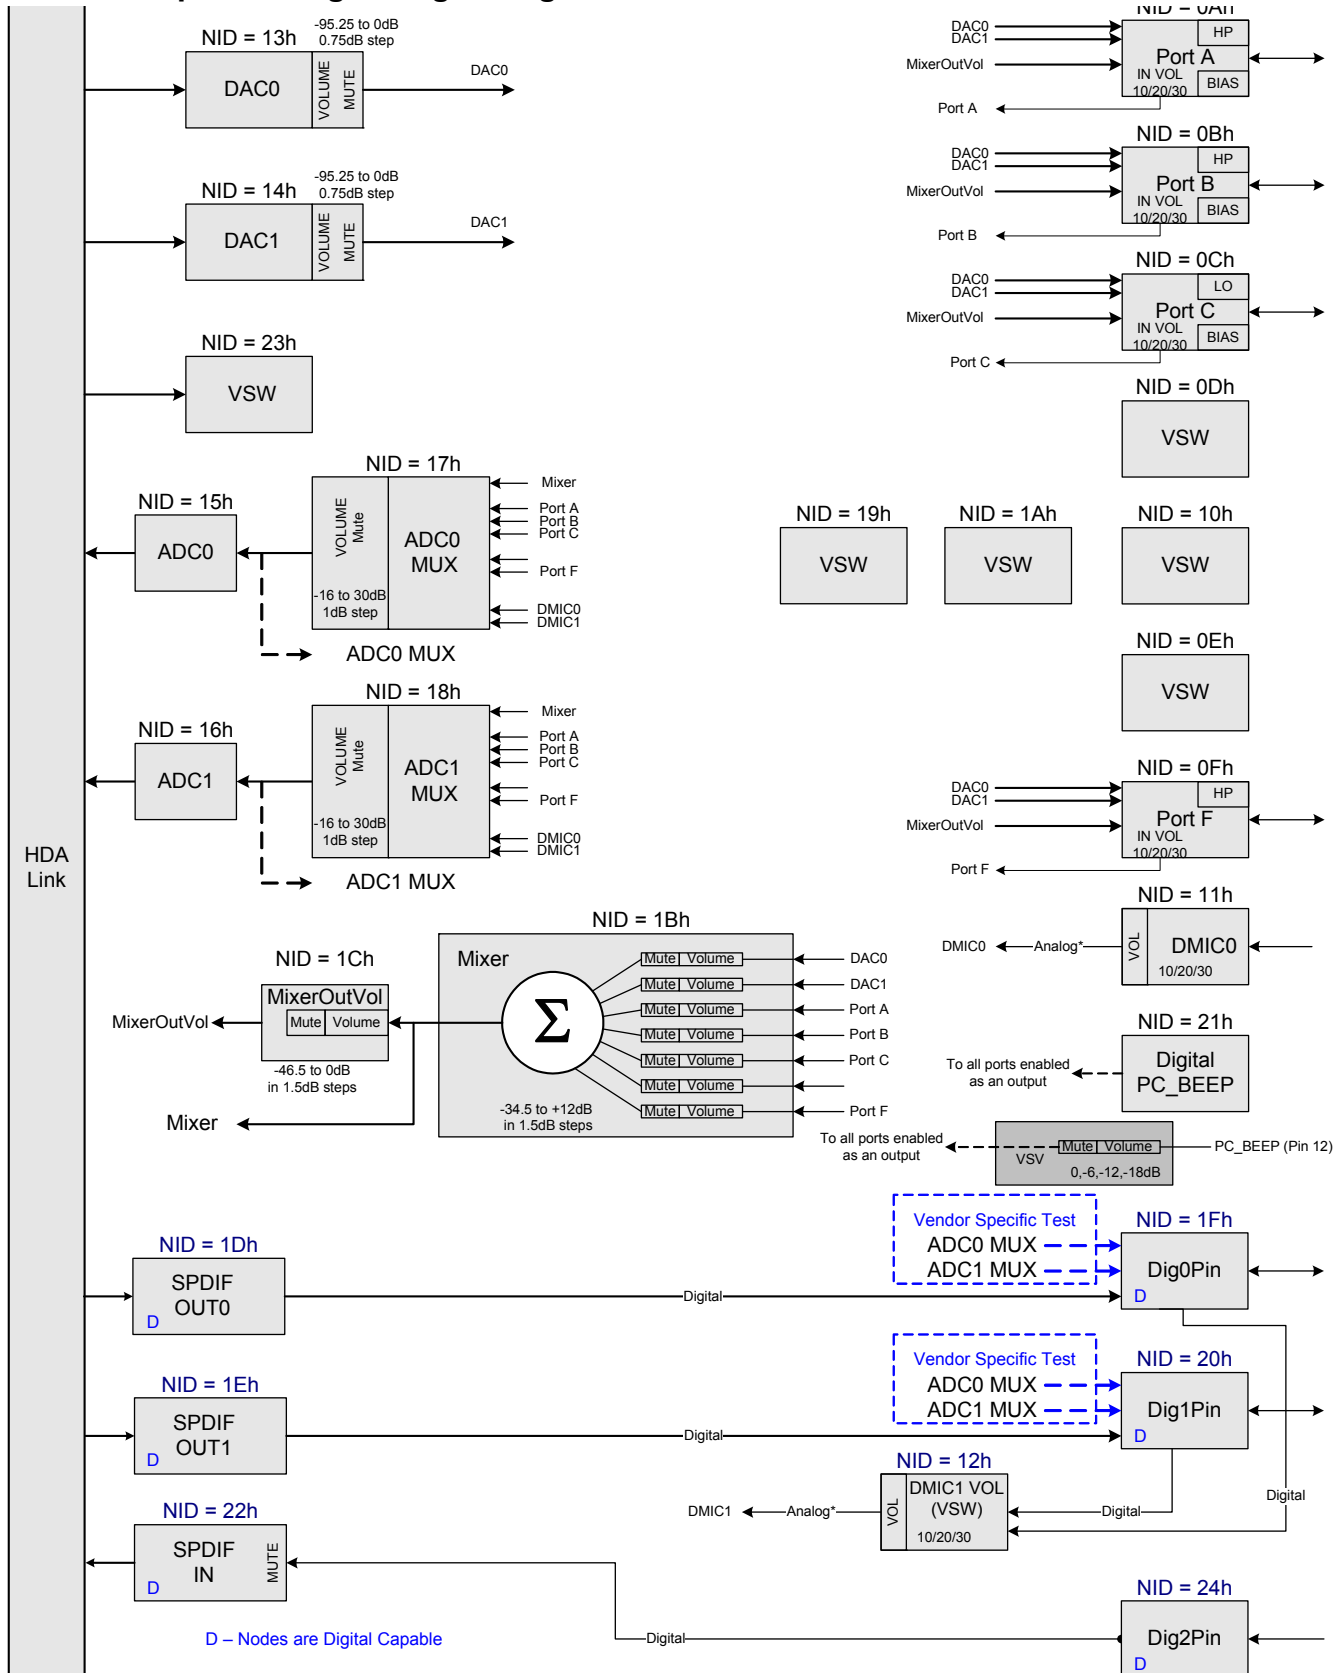 NID = 13h
-95.25 to 0dB
0.75dB step
DAC0
VOLUME
MUTE
DAC0
NID = 14h
-95.25 to 0dB
0.75dB step
DAC1
VOLUME
MUTE
DAC1
NID = 23h
VSW
NID = 17h
NID = 15h
ADC0
VOLUME
Mute
-16 to 30dB
1dB step
ADC0
MUX
Mixer
Port A
Port B
Port C
Port F
DMIC0
DMIC1
ADC0 MUX
NID = 18h
NID = 16h
ADC1
VOLUME
Mute
-16 to 30dB
1dB step
ADC1
MUX
Mixer
Port A
Port B
Port C
Port F
DMIC0
DMIC1
ADC1 MUX
HDA
Link
NID = 0Ah
DAC0
DAC1
MixerOutVol
HP
Port A
IN VOL
10/20/30
BIAS
Port A
NID = 0Bh
DAC0
DAC1
MixerOutVol
HP
Port B
IN VOL
10/20/30
BIAS
Port B
NID = 0Ch
DAC0
DAC1
MixerOutVol
LO
Port C
IN VOL
10/20/30
BIAS
Port C
NID = 0Dh
VSW
NID = 19h
VSW
NID = 1Ah
VSW
NID = 10h
VSW
NID = 0Eh
VSW
NID = 0Fh
DAC0
DAC1
MixerOutVol
HP
Port F
IN VOL
10/20/30
Port F
NID = 11h
DMIC0
Analog*
VOL
DMIC0
10/20/30
NID = 1Bh
Mixer
Σ
Mute Volume
DAC0
Mute Volume
DAC1
Mute Volume
Port A
Mute Volume
Port B
Mute Volume
Port C
Mute Volume
Mute Volume
Port F
-34.5 to +12dB
in 1.5dB steps
NID = 1Ch
MixerOutVol
Mute Volume
MixerOutVol
-46.5 to 0dB
in 1.5dB steps
Mixer
NID = 21h
Digital
PC_BEEP
To all ports enabled
as an output
To all ports enabled
as an output
VSV
Mute Volume
0,-6,-12,-18dB
PC_BEEP (Pin 12)
Vendor Specific Test
ADC0 MUX
ADC1 MUX
NID = 1Fh
Dig0Pin
D
NID = 1Dh
SPDIF
OUT0
D
Digital
Vendor Specific Test
ADC0 MUX
ADC1 MUX
NID = 20h
Dig1Pin
D
NID = 1Eh
SPDIF
OUT1
D
Digital
NID = 12h
DMIC1
Analog*
VOL
DMIC1 VOL
(VSW)
10/20/30
Digital
Digital
NID = 22h
SPDIF
IN
MUTE
D
D – Nodes are Digital Capable
Digital
NID = 24h
Dig2Pin
D